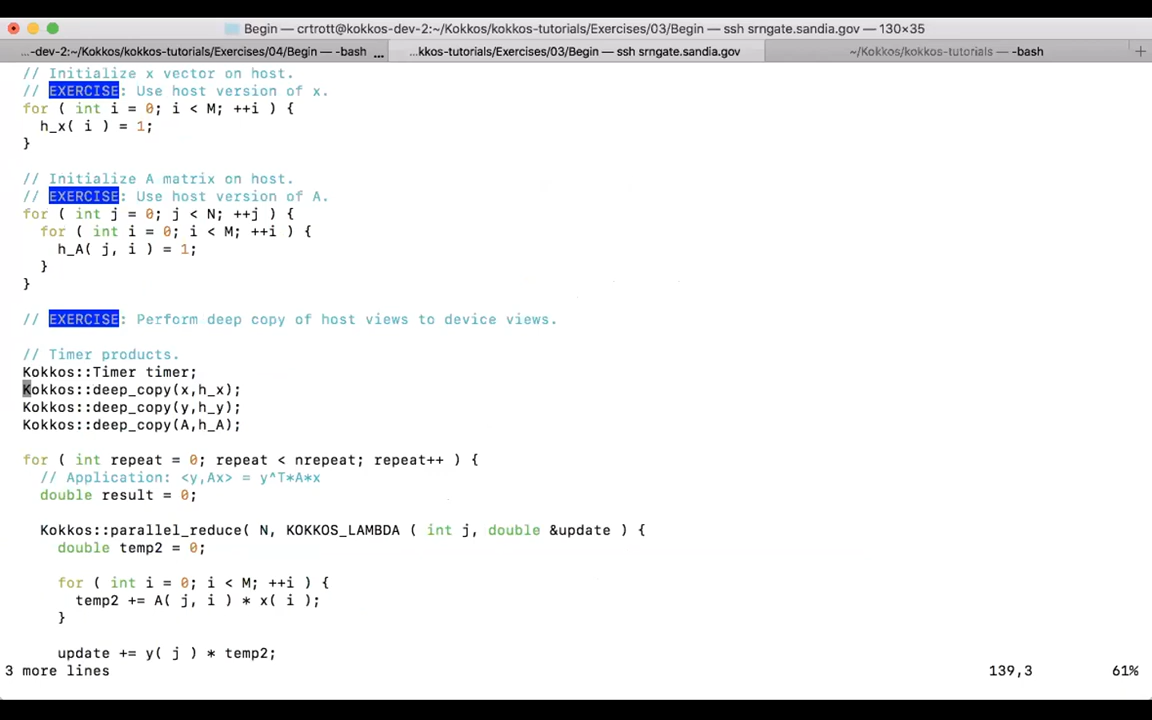 Begin — crtrott@kokkos-dev-2:~/Kokkos/kokkos-tutorials/Exercises/03/Begin — ssh srngate.sandia.gov — 130×35
...-dev-2:~/Kokkos/kokkos-tutorials/Exercises/04/Begin — -bash ... ...kkos-tutorials/Exercises/03/Begin — ssh srngate.sandia.gov ~/Kokkos/kokkos-tutorials — -bash +
// Initialize x vector on host.
// EXERCISE: Use host version of x.
for ( int i = 0; i < M; ++i ) {
  h_x( i ) = 1;
}
// Initialize A matrix on host.
// EXERCISE: Use host version of A.
for ( int j = 0; j < N; ++j ) {
  for ( int i = 0; i < M; ++i ) {
    h_A( j, i ) = 1;
  }
}
// EXERCISE: Perform deep copy of host views to device views.
// Timer products.
Kokkos::Timer timer;
Kokkos::deep_copy(x,h_x);
Kokkos::deep_copy(y,h_y);
Kokkos::deep_copy(A,h_A);
for ( int repeat = 0; repeat < nrepeat; repeat++ ) {
  // Application: <y,Ax> = y^T*A*x
  double result = 0;
  Kokkos::parallel_reduce( N, KOKKOS_LAMBDA ( int j, double &update ) {
    double temp2 = 0;
    for ( int i = 0; i < M; ++i ) {
      temp2 += A( j, i ) * x( i );
    }
    update += y( j ) * temp2;
3 more lines 139,3 61%